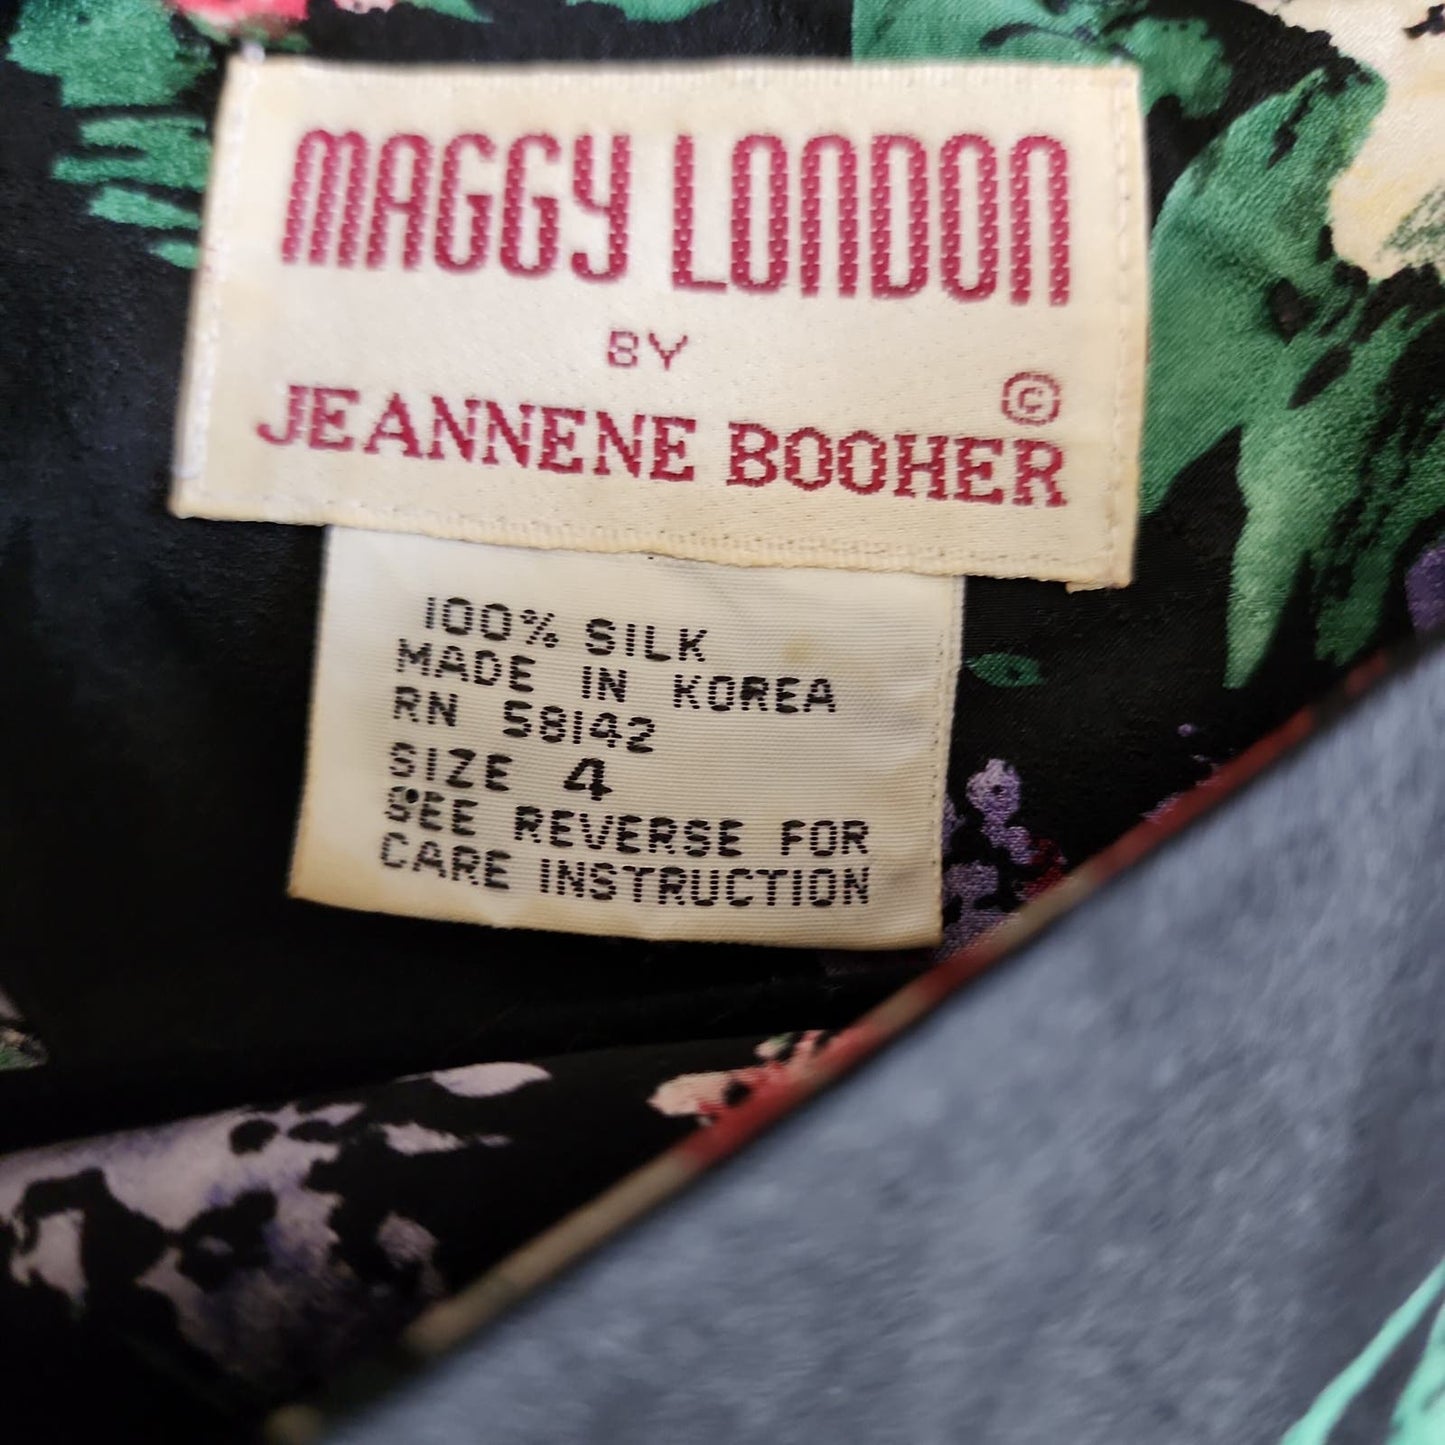 MAGGY LONDON
BY
JEANNENE BOOHER ©
100% SILK
MADE IN KOREA
RN 58142
SIZE 4
SEE REVERSE FOR
CARE INSTRUCTION